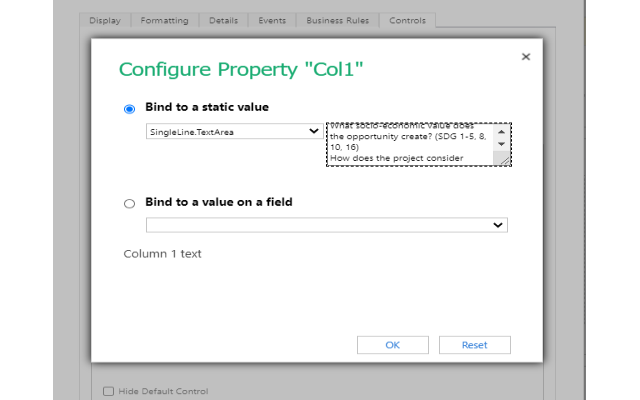 Display Formatting Details Events Business Rules Controls
Configure Property "Col1"
×
Bind to a static value
SingleLine.TextArea
What socio-economic value does
the opportunity create? (SDG 1-5, 8,
10, 16)
How does the project consider
Bind to a value on a field
Column 1 text
OK Reset
Hide Default Control